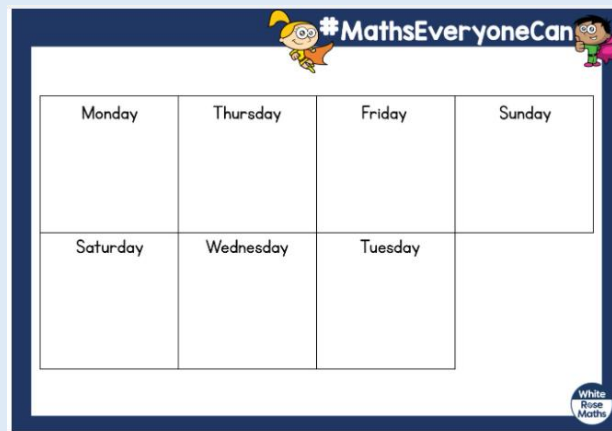 #MathsEveryoneCan
Monday Thursday Friday Sunday
Saturday Wednesday Tuesday
White
Rose
Maths